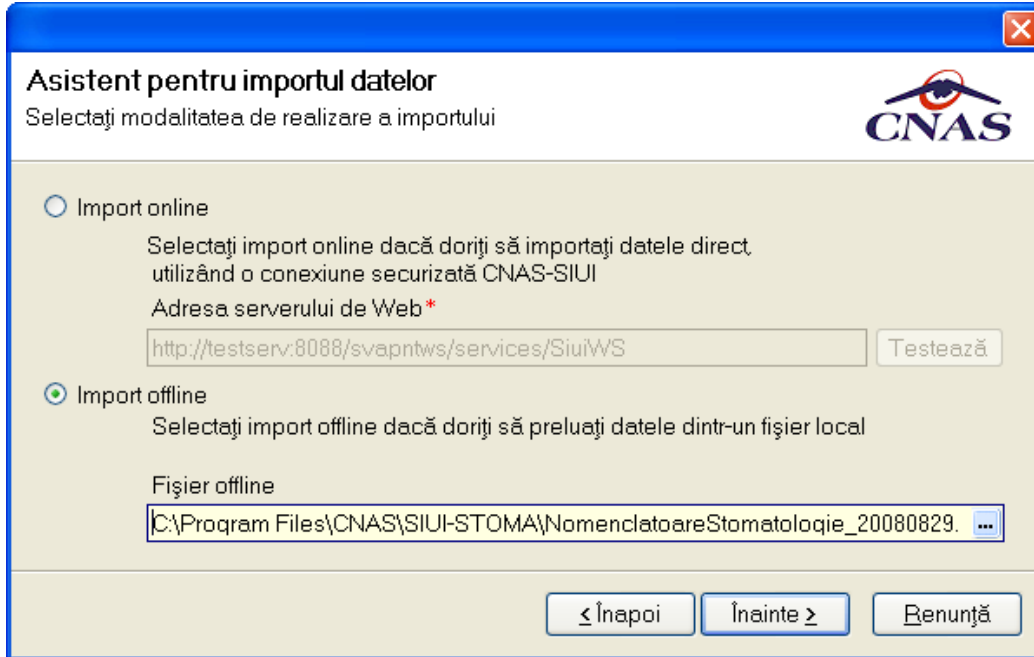 Asistent pentru importul datelor
Selectaţi modalitatea de realizare a importului
CNAS
Import online
Selectaţi import online dacă doriţi să importaţi datele direct,
utilizând o conexiune securizată CNAS-SIUI
Adresa serverului de Web*
http://testserv:8088/svapntws/services/SiuiWS
Testează
Import offline
Selectaţi import offline dacă doriţi să preluaţi datele dintr-un fişier local
Fişier offline
C:\Program Files\CNAS\SIUI-STOMA\NomenclatoareStomatologie_20080829.
...
< Înapoi
Înainte >
Renunţă